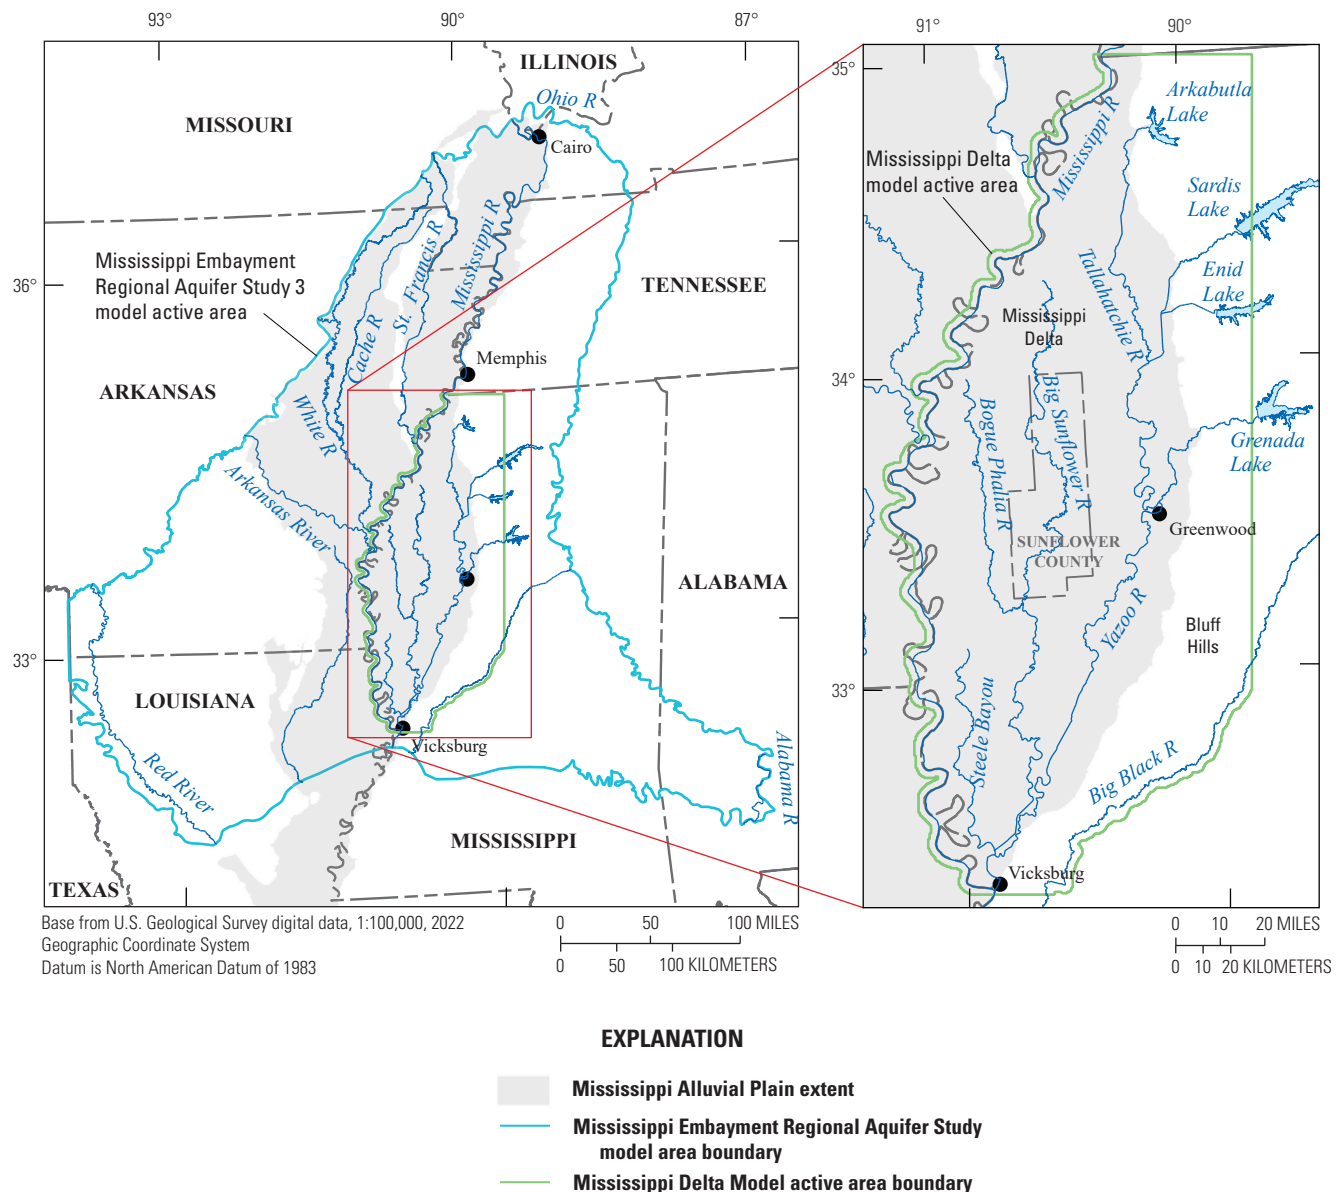 93°
90°
87°
ILLINOIS
Ohio R
MISSOURI
Cairo
36°
Mississippi Embayment
Regional Aquifer Study 3
model active area
St. Francis R
Mississippi R
TENNESSEE
Cache R
Memphis
ARKANSAS
White R
Arkansas River
ALABAMA
33°
LOUISIANA
Vicksburg
Red River
Alabama R
MISSISSIPPI
TEXAS
Base from U.S. Geological Survey digital data, 1:100,000, 2022
Geographic Coordinate System
Datum is North American Datum of 1983
0 50 100 MILES
0 50 100 KILOMETERS
91°
90°
35°
Arkabutla
Lake
Mississippi R
Mississippi Delta
model active area
Sardis
Lake
Tallahatchie R
Enid
Lake
Mississippi
Delta
34°
Big Sunflower R
Bogue Phalia R
Grenada
Lake
Greenwood
SUNFLOWER
COUNTY
Yazoo R
Bluff
Hills
33°
Steele Bayou
Big Black R
Vicksburg
0 10 20 MILES
0 10 20 KILOMETERS
EXPLANATION
Mississippi Alluvial Plain extent
Mississippi Embayment Regional Aquifer Study
model area boundary
Mississippi Delta Model active area boundary